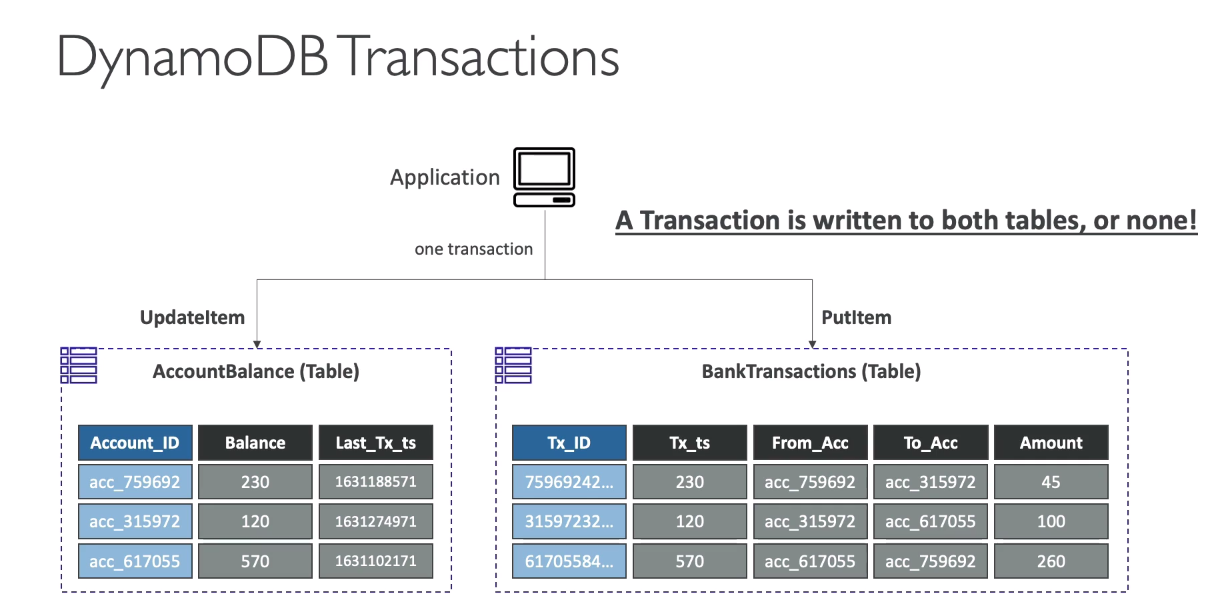 DynamoDB Transactions
Application
A Transaction is written to both tables, or none!
one transaction
UpdateItem
PutItem
AccountBalance (Table)
Account_ID Balance Last_Tx_ts
acc_759692 230 1631188571
acc_315972 120 1631274971
acc_617055 570 1631102171
BankTransactions (Table)
Tx_ID Tx_ts From_Acc To_Acc Amount
75969242... 230 acc_759692 acc_315972 45
31597232... 120 acc_315972 acc_617055 100
61705584... 570 acc_617055 acc_759692 260